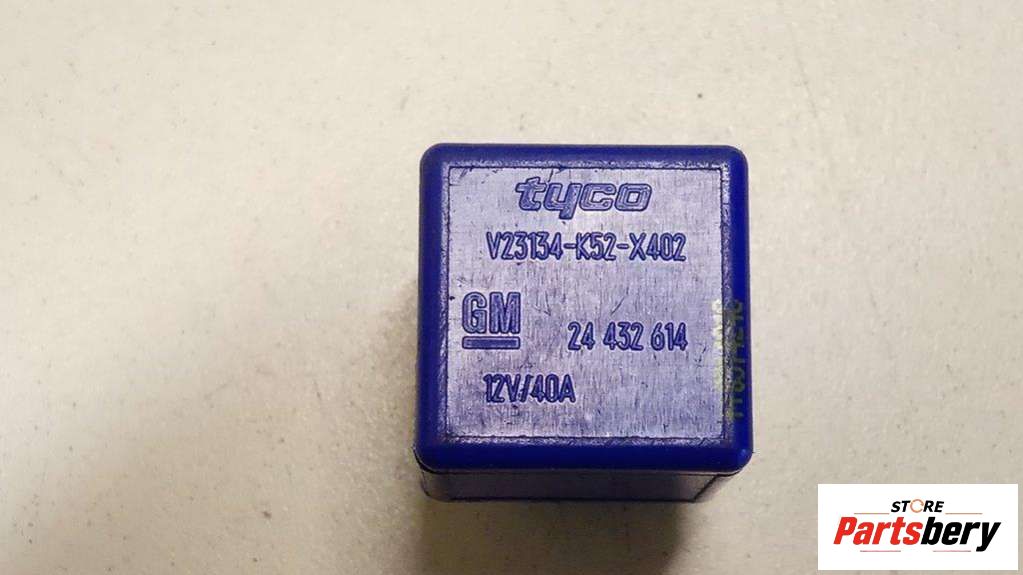 tyco
V23134-K52-X402
GM
24 432 614
12V/40A
STORE
Partsbery